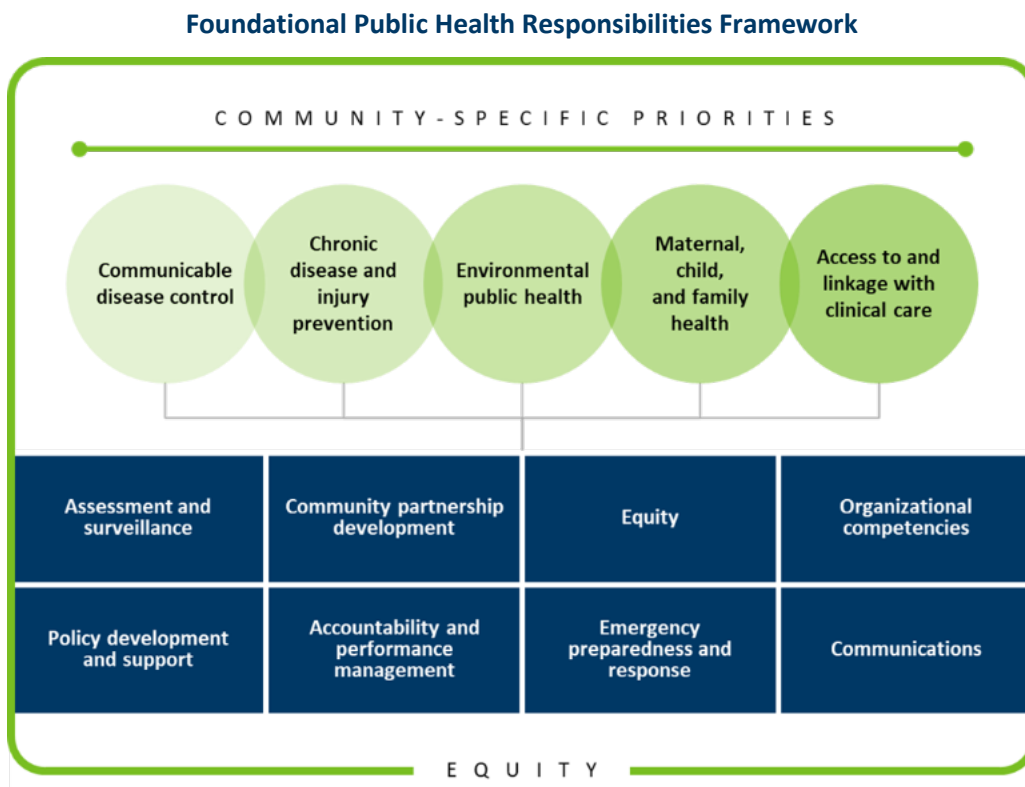 Foundational Public Health Responsibilities Framework
COMMUNITY-SPECIFIC PRIORITIES
Communicable
disease control
Chronic
disease and
injury
prevention
Environmental
public health
Maternal,
child,
and family
health
Access to and
linkage with
clinical care
Assessment and
surveillance
Community partnership
development
Equity
Organizational
competencies
Policy development
and support
Accountability and
performance
management
Emergency
preparedness and
response
Communications
EQUITY